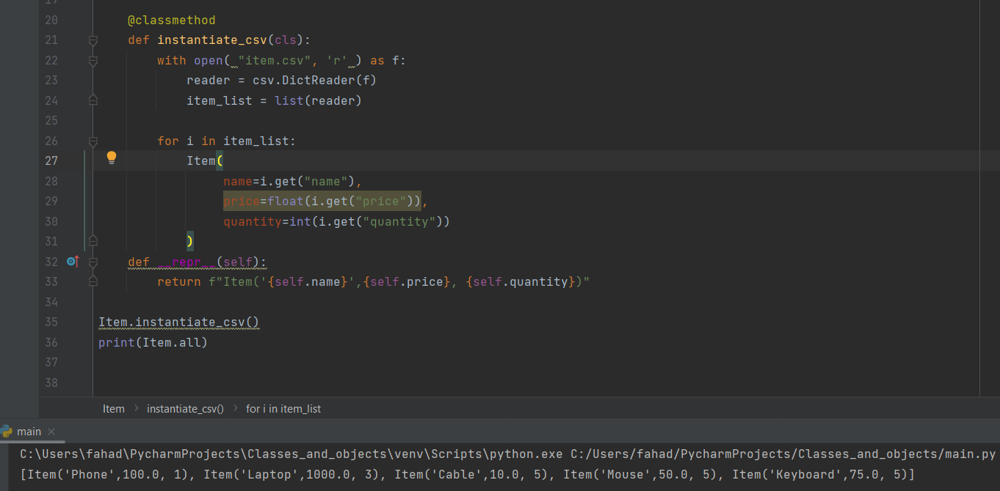 19
20 @classmethod
21 def instantiate_csv(cls):
22 with open( "item.csv", 'r' ) as f:
23 reader = csv.DictReader(f)
24 item_list = list(reader)
25
26 for i in item_list:
27 Item(
28 name=i.get("name"),
29 price=float(i.get("price")),
30 quantity=int(i.get("quantity"))
31 )
32 def __repr__(self):
33 return f"Item('{self.name}',{self.price}, {self.quantity})"
34
35 Item.instantiate_csv()
36 print(Item.all)
37
38
Item > instantiate_csv() > for i in item_list
main ×
C:\Users\fahad\PycharmProjects\Classes_and_objects\venv\Scripts\python.exe C:/Users/fahad/PycharmProjects/Classes_and_objects/main.py
[Item('Phone',100.0, 1), Item('Laptop',1000.0, 3), Item('Cable',10.0, 5), Item('Mouse',50.0, 5), Item('Keyboard',75.0, 5)]